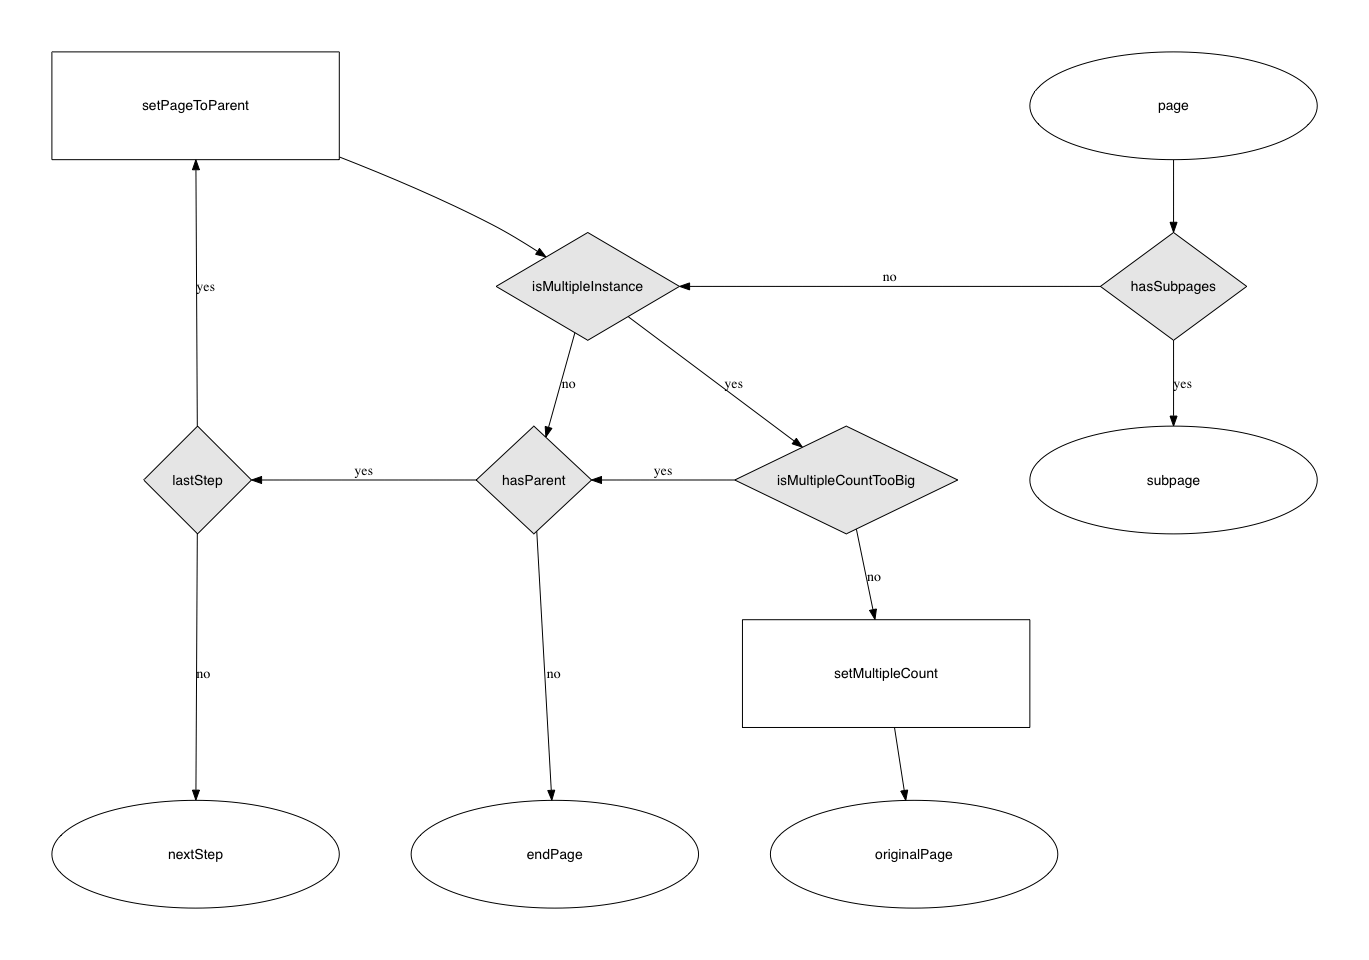 setPageToParent
page
isMultipleInstance
no
hasSubpages
yes
no
yes
yes
lastStep
yes
hasParent
yes
isMultipleCountTooBig
subpage
no
no
no
setMultipleCount
nextStep
endPage
originalPage